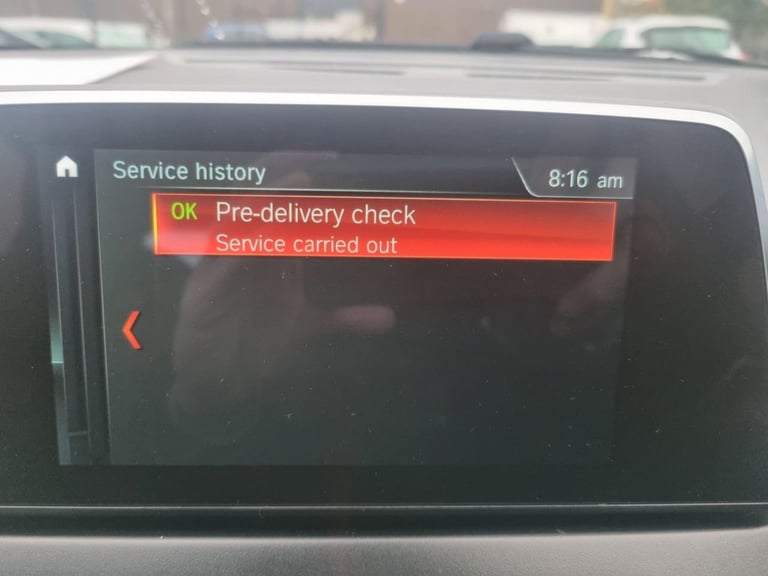 Service history
8:16 am
OK Pre-delivery check
Service carried out